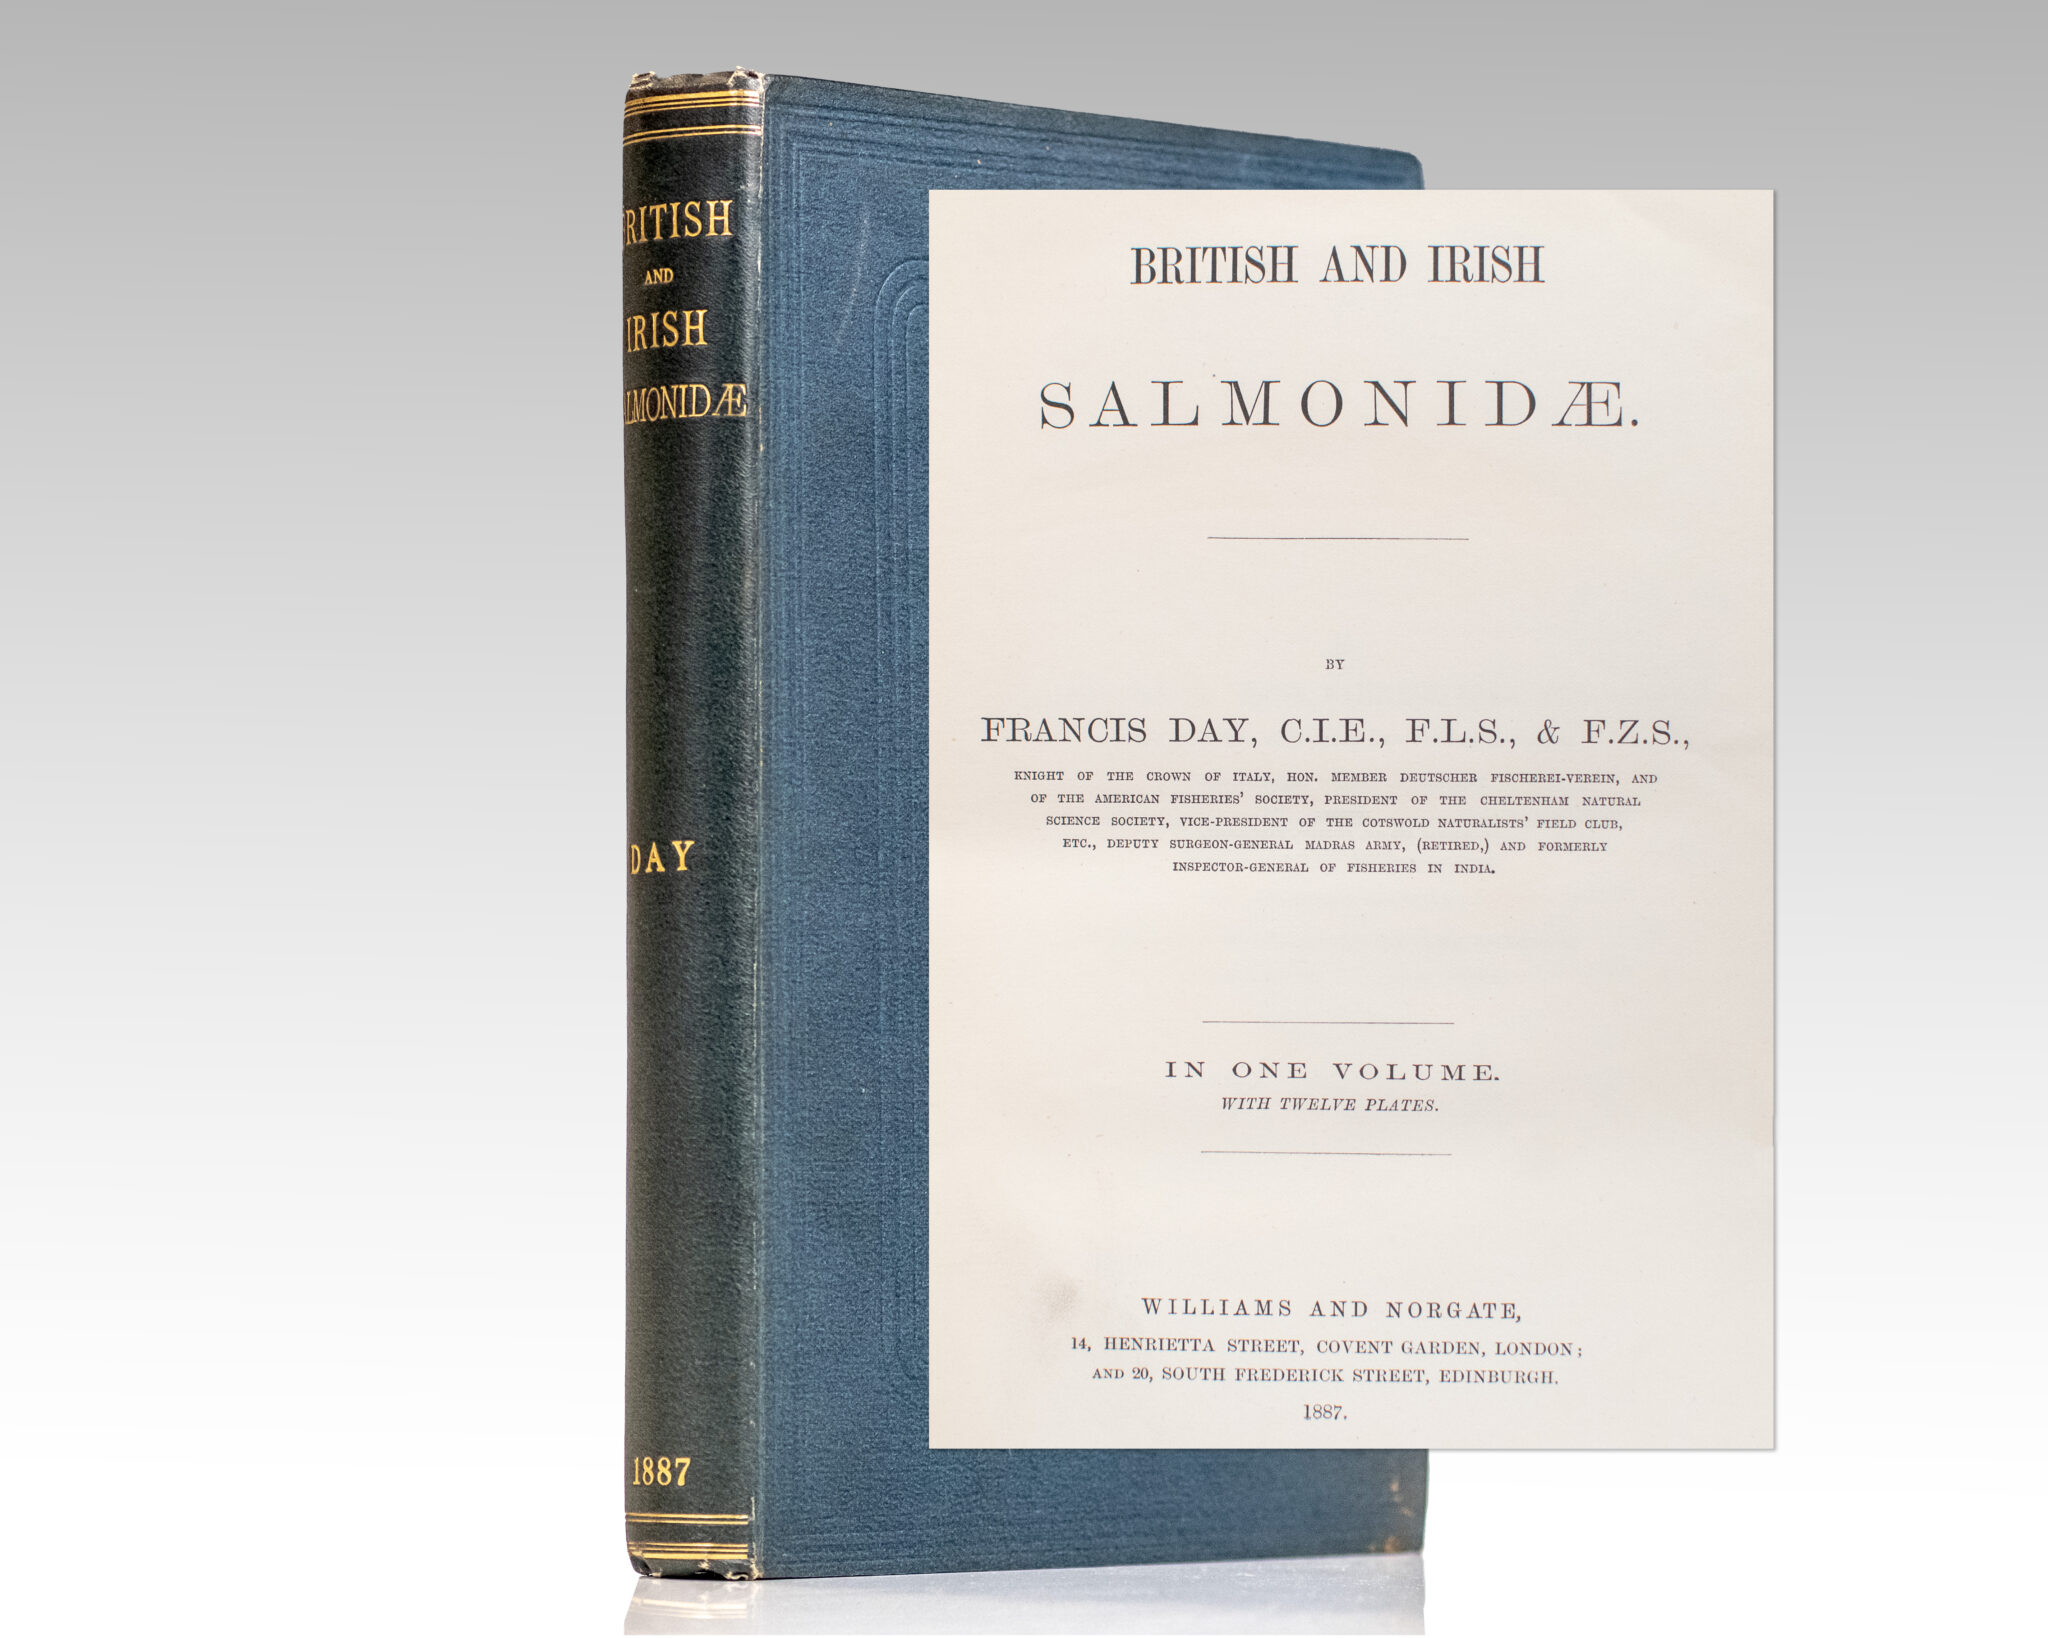 BRITISH
AND
IRISH
SALMONIDÆ
DAY
1887
BRITISH AND IRISH
SALMONIDÆ.
BY
FRANCIS DAY, C.I.E., F.L.S., & F.Z.S.,
KNIGHT OF THE CROWN OF ITALY, HON. MEMBER DEUTSCHER FISCHEREI-VEREIN, AND
OF THE AMERICAN FISHERIES' SOCIETY, PRESIDENT OF THE CHELTENHAM NATURAL
SCIENCE SOCIETY, VICE-PRESIDENT OF THE COTSWOLD NATURALISTS' FIELD CLUB,
ETC., DEPUTY SURGEON-GENERAL MADRAS ARMY, (RETIRED,) AND FORMERLY
INSPECTOR-GENERAL OF FISHERIES IN INDIA.
IN ONE VOLUME.
WITH TWELVE PLATES.
WILLIAMS AND NORGATE,
14, HENRIETTA STREET, COVENT GARDEN, LONDON;
AND 20, SOUTH FREDERICK STREET, EDINBURGH.
1887.